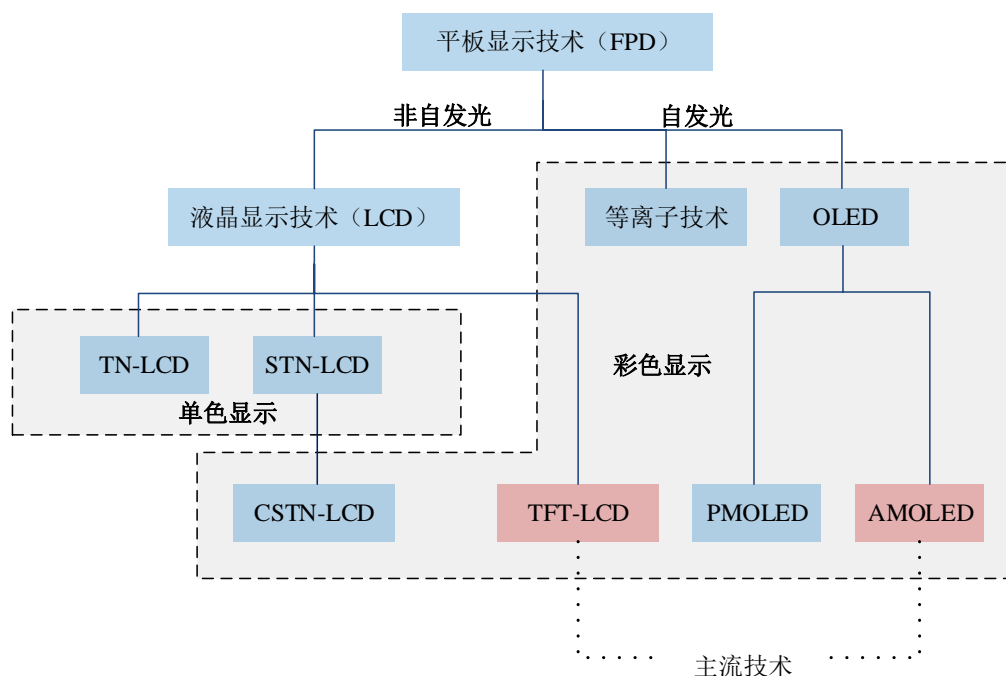 平板显示技术（FPD）
非自发光
自发光
液晶显示技术（LCD）
等离子技术
OLED
TN-LCD
STN-LCD
彩色显示
单色显示
CSTN-LCD
TFT-LCD
PMOLED
AMOLED
主流技术